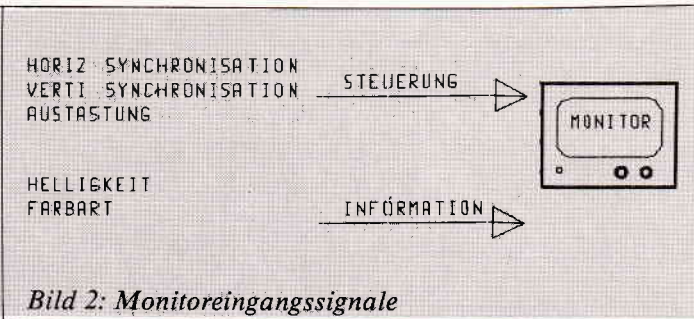 HORIZ SYNCHRONISATION
VERTI SYNCHRONISATION
AUSTASTUNG
STEUERUNG
MONITOR
HELLIGKEIT
FARBART
INFORMATION
Bild 2: Monitoreingangssignale